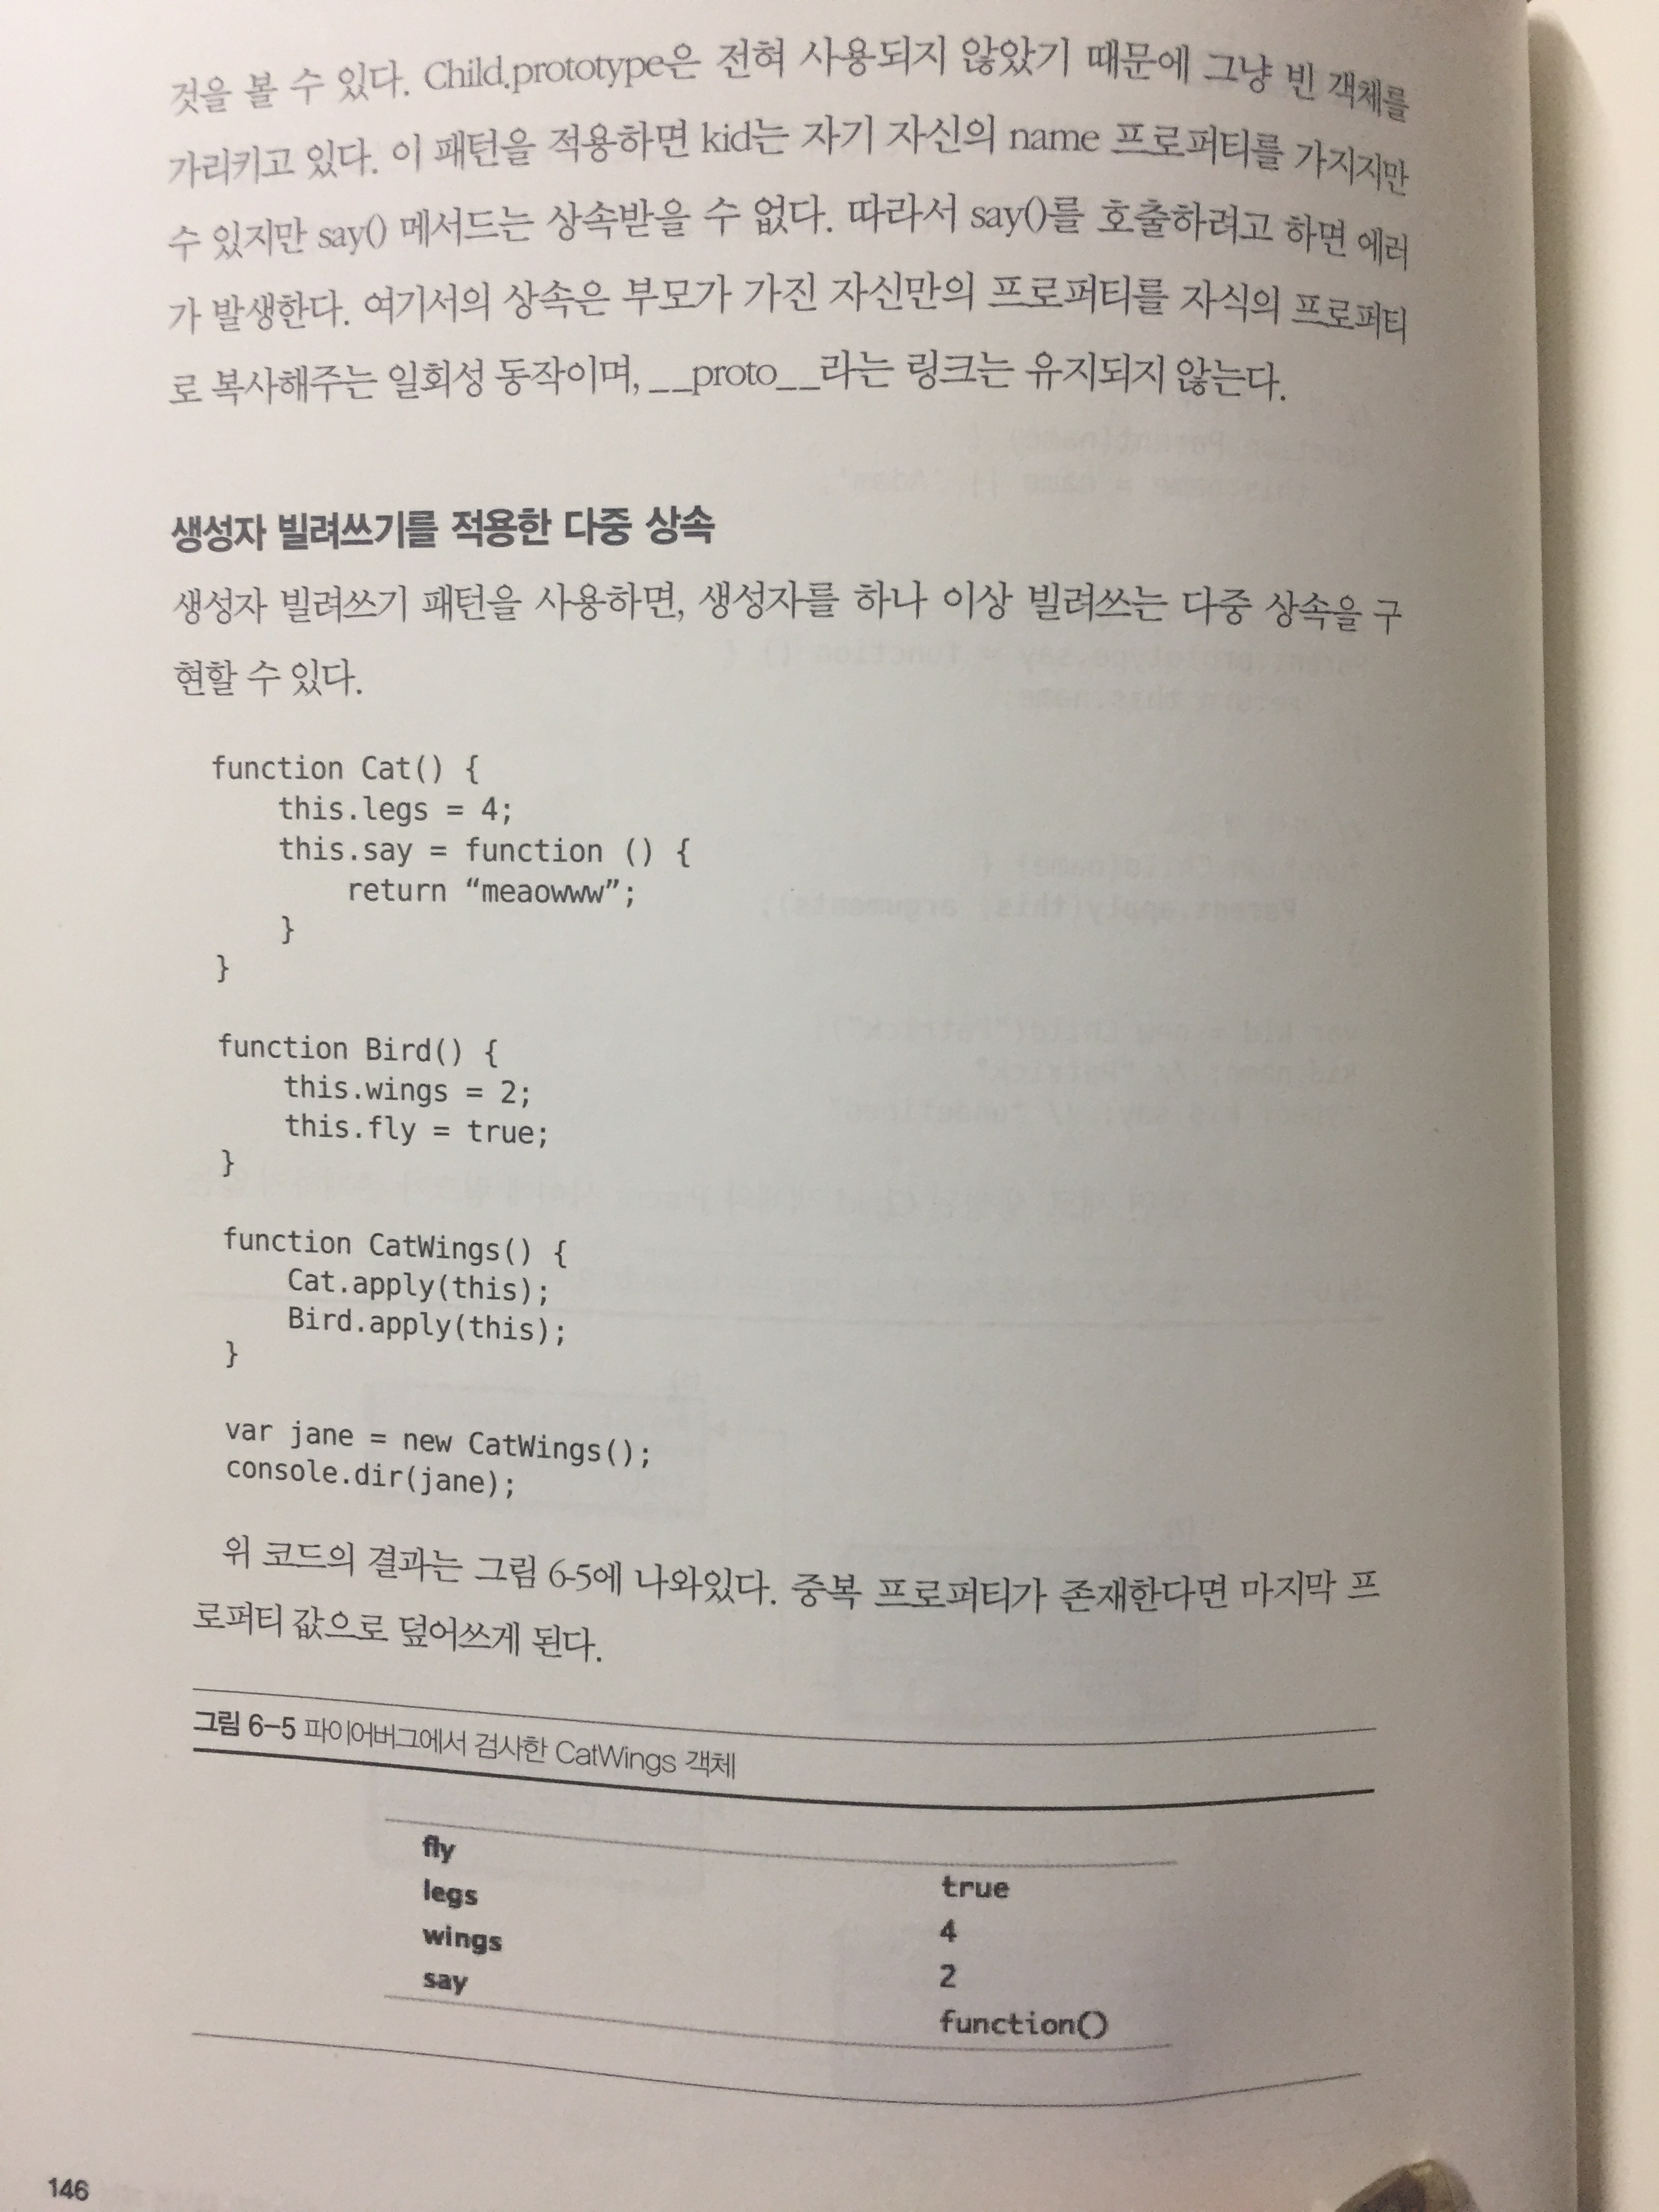 것을 볼 수 있다. Child.prototype은 전혀 사용되지 않았기 때문에 그냥 빈 객체를
가리키고 있다. 이 패턴을 적용하면 kid는 자기 자신의 name 프로퍼티를 가지지만
수 있지만 say() 메서드는 상속받을 수 없다. 따라서 say()를 호출하려고 하면 에러
가 발생한다. 여기서의 상속은 부모가 가진 자신만의 프로퍼티를 자식의 프로퍼티
로 복사해주는 일회성 동작이며, __proto__라는 링크는 유지되지 않는다.
생성자 빌려쓰기를 적용한 다중 상속
생성자 빌려쓰기 패턴을 사용하면, 생성자를 하나 이상 빌려쓰는 다중 상속을 구
현할 수 있다.
function Cat() {
    this.legs = 4;
    this.say = function () {
        return “meaowww”;
    }
}
function Bird() {
    this.wings = 2;
    this.fly = true;
}
function CatWings() {
    Cat.apply(this);
    Bird.apply(this);
}
var jane = new CatWings();
console.dir(jane);
위 코드의 결과는 그림 6-5에 나와있다. 중복 프로퍼티가 존재한다면 마지막 프
로퍼티 값으로 덮어쓰게 된다.
그림 6-5 파이어버그에서 검사한 CatWings 객체
fly true
legs 4
wings 2
say function()
146